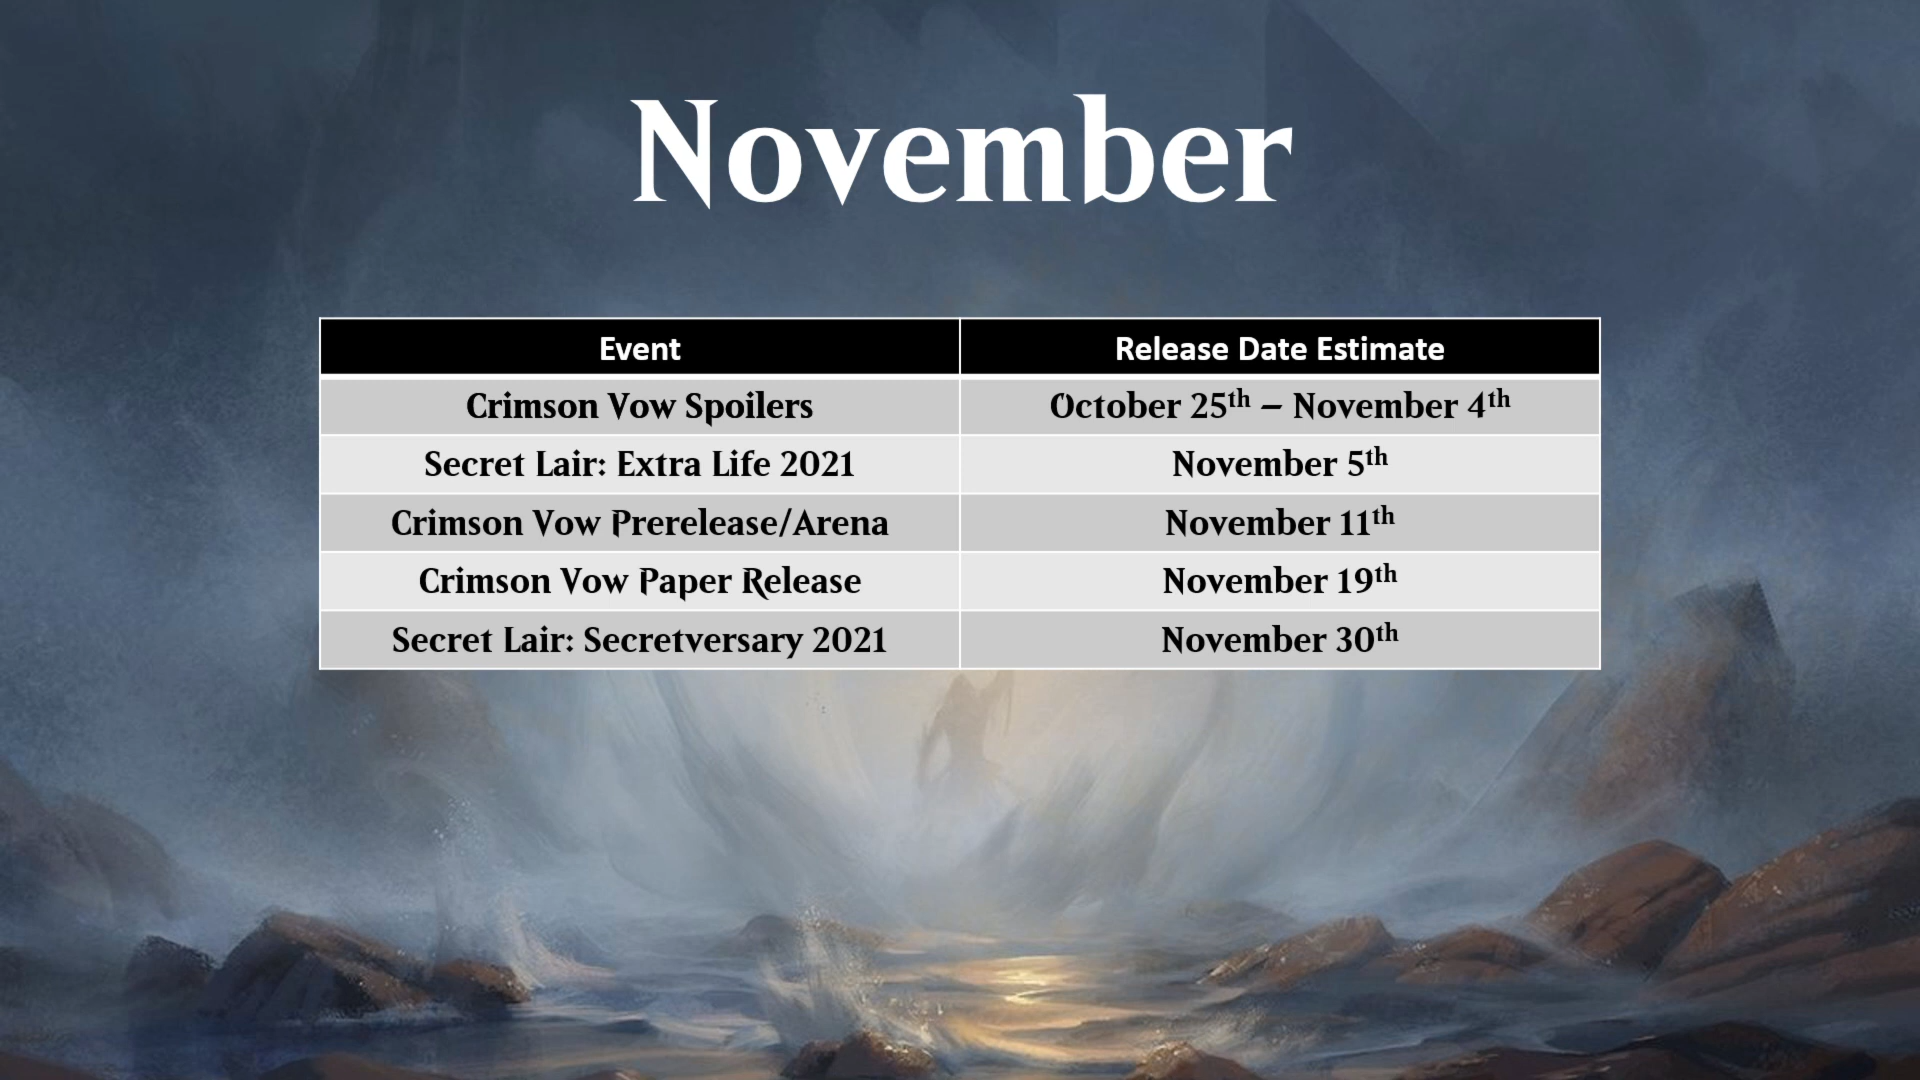 November
Event Release Date Estimate
Crimson Vow Spoilers October 25th – November 4th
Secret Lair: Extra Life 2021 November 5th
Crimson Vow Prerelease/Arena November 11th
Crimson Vow Paper Release November 19th
Secret Lair: Secretversary 2021 November 30th